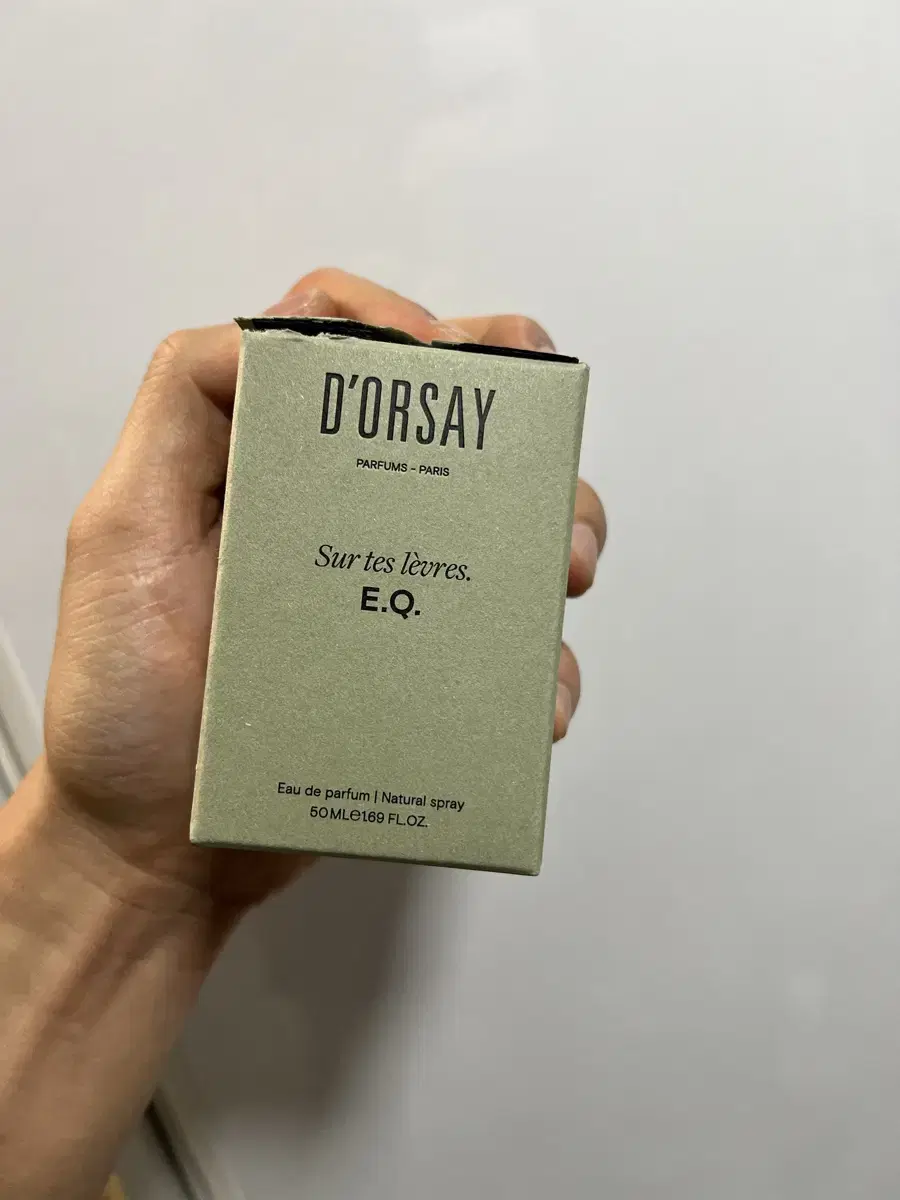 D'ORSAY
PARFUMS - PARIS
Sur tes lèvres.
E.Q.
Eau de parfum | Natural spray
50 ML℮1.69 FL.OZ.